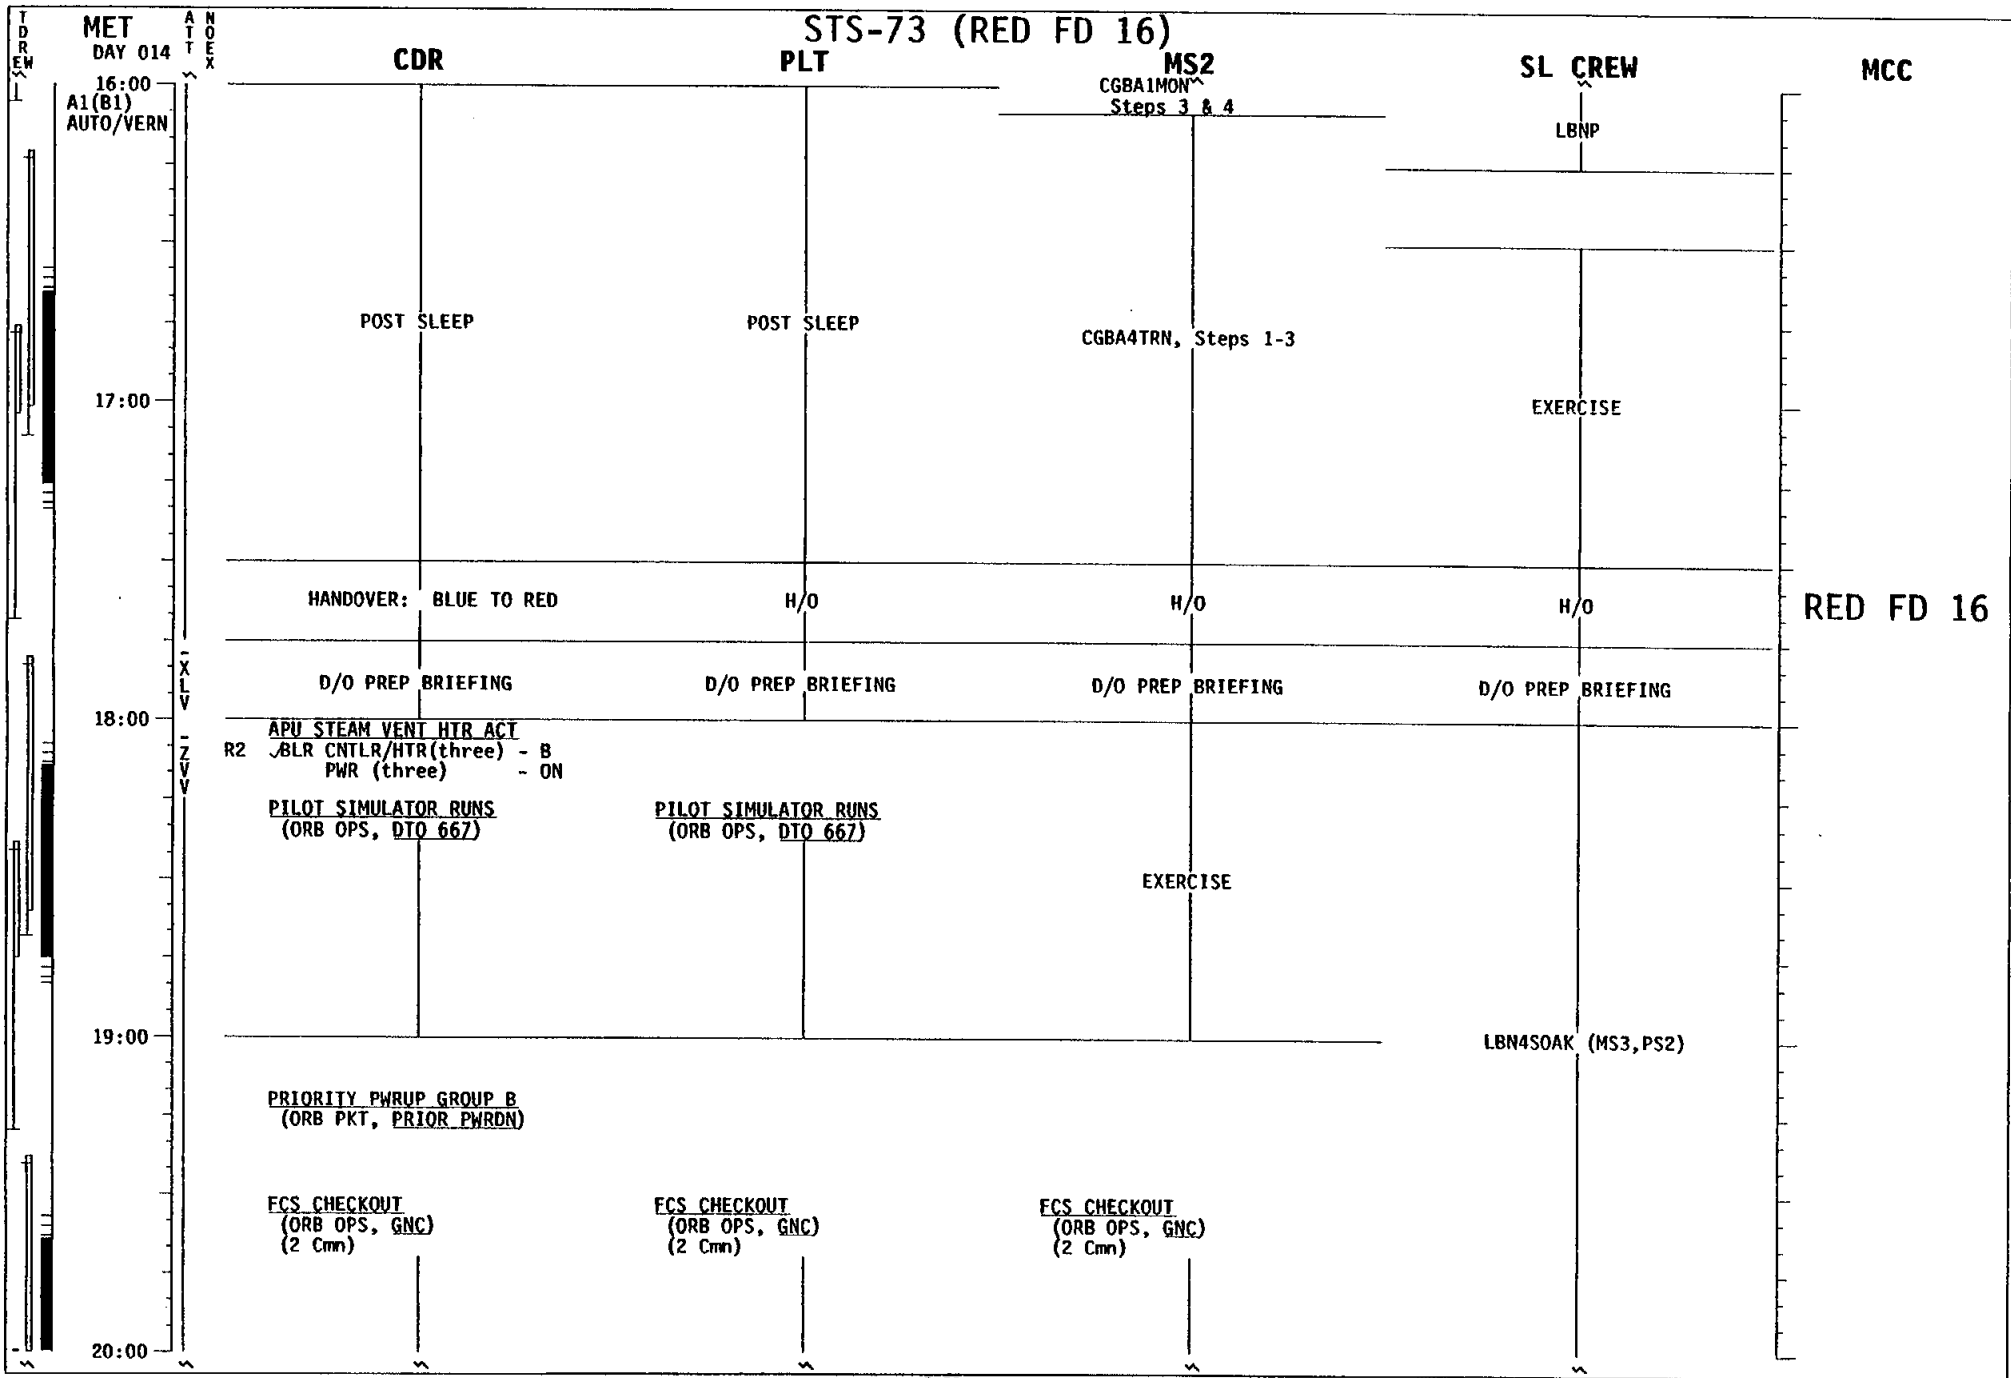 STS-73 (RED FD 16)
TDREW
MET
DAY 014
ATT
NOEX
CDR
PLT
MS2
SL CREW
MCC
16:00
A1(B1)
AUTO/VERN
CGBA1MON
Steps 3 & 4
LBNP
POST SLEEP
POST SLEEP
CGBA4TRN, Steps 1-3
17:00
EXERCISE
HANDOVER: BLUE TO RED
H/O
H/O
H/O
RED FD 16
-XLV
D/O PREP BRIEFING
D/O PREP BRIEFING
D/O PREP BRIEFING
D/O PREP BRIEFING
18:00
-ZVV
APU STEAM VENT HTR ACT
R2 √BLR CNTLR/HTR(three) - B
PWR (three) - ON
PILOT SIMULATOR RUNS
(ORB OPS, DTO 667)
PILOT SIMULATOR RUNS
(ORB OPS, DTO 667)
EXERCISE
19:00
LBN4SOAK (MS3,PS2)
PRIORITY PWRUP GROUP B
(ORB PKT, PRIOR PWRDN)
FCS CHECKOUT
(ORB OPS, GNC)
(2 Cmn)
FCS CHECKOUT
(ORB OPS, GNC)
(2 Cmn)
FCS CHECKOUT
(ORB OPS, GNC)
(2 Cmn)
20:00